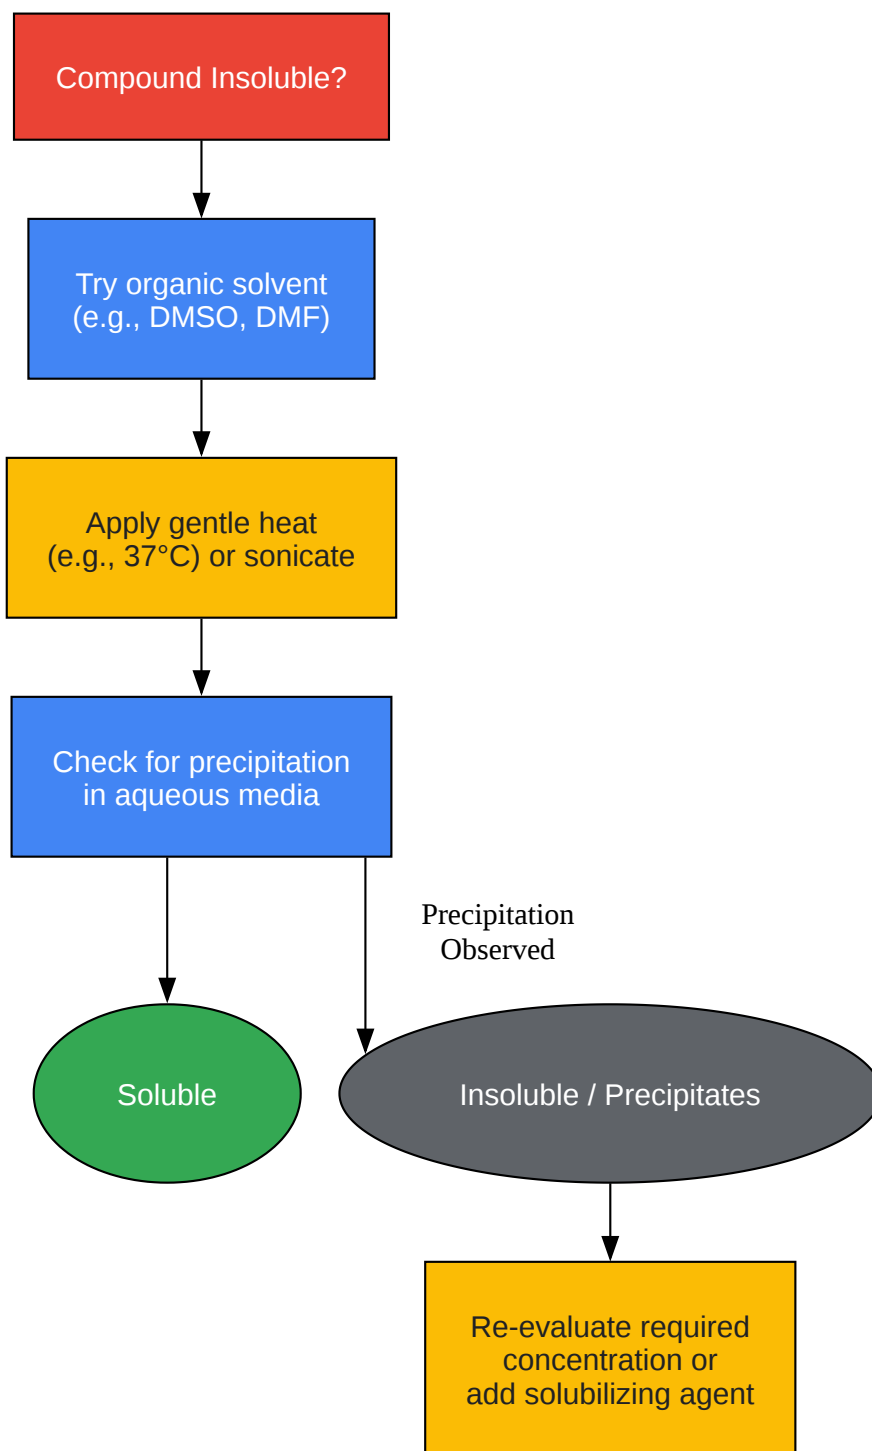 Compound Insoluble?
Try organic solvent
(e.g., DMSO, DMF)
Apply gentle heat
(e.g., 37°C) or sonicate
Check for precipitation
in aqueous media
Precipitation
Observed
Soluble
Insoluble / Precipitates
Re-evaluate required
concentration or
add solubilizing agent